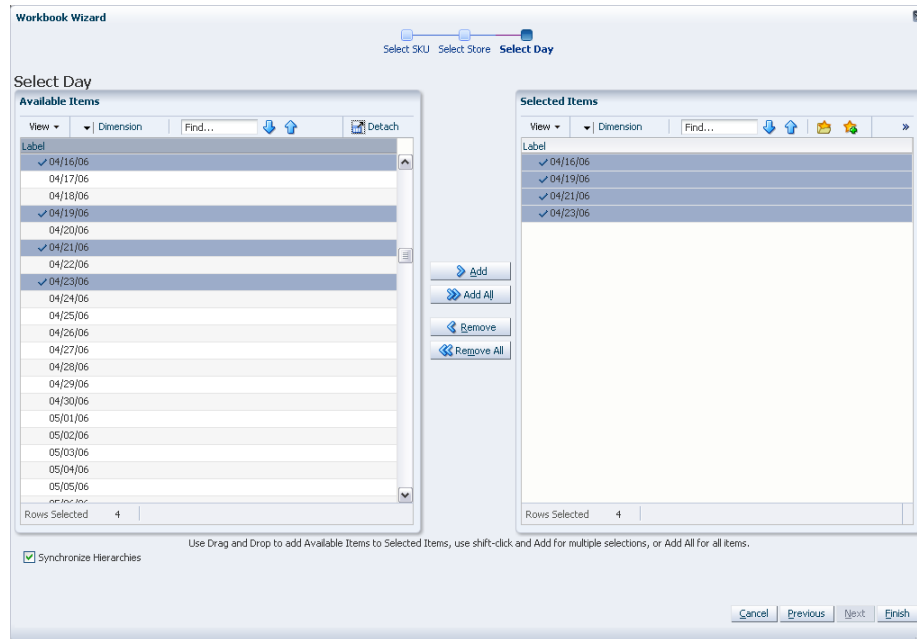 Workbook Wizard
Select SKU Select Store Select Day
Select Day
Available Items
View Dimension Find... Detach
Label
04/16/06
04/17/06
04/18/06
04/19/06
04/20/06
04/21/06
04/22/06
04/23/06
04/24/06
04/25/06
04/26/06
04/27/06
04/28/06
04/29/06
04/30/06
05/01/06
05/02/06
05/03/06
05/04/06
05/05/06
Rows Selected 4
Add
Add All
Remove
Remove All
Selected Items
View Dimension Find... »
Label
04/16/06
04/19/06
04/21/06
04/23/06
Rows Selected 4
Use Drag and Drop to add Available Items to Selected Items, use shift-click and Add for multiple selections, or Add All for all items.
Synchronize Hierarchies
Cancel Previous Next Finish